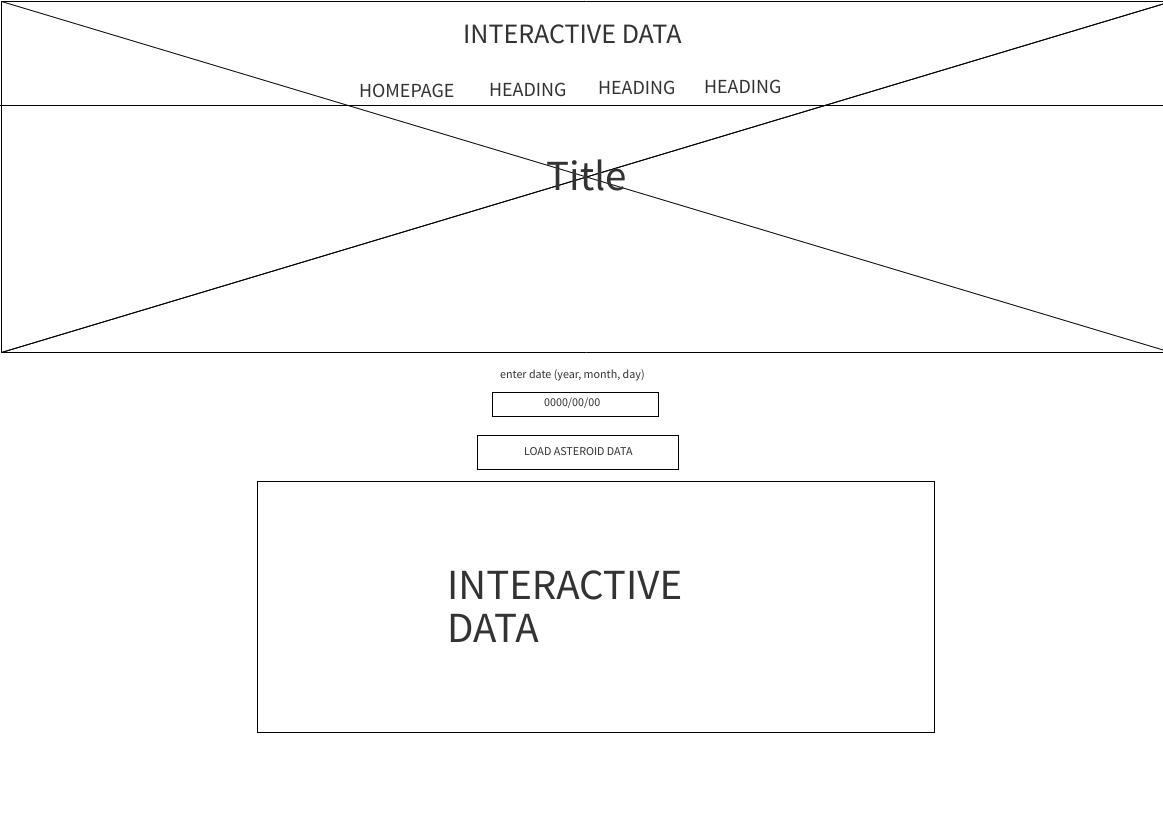 INTERACTIVE DATA
HOMEPAGE HEADING HEADING HEADING
Title
enter date (year, month, day)
0000/00/00
LOAD ASTEROID DATA
INTERACTIVE
DATA